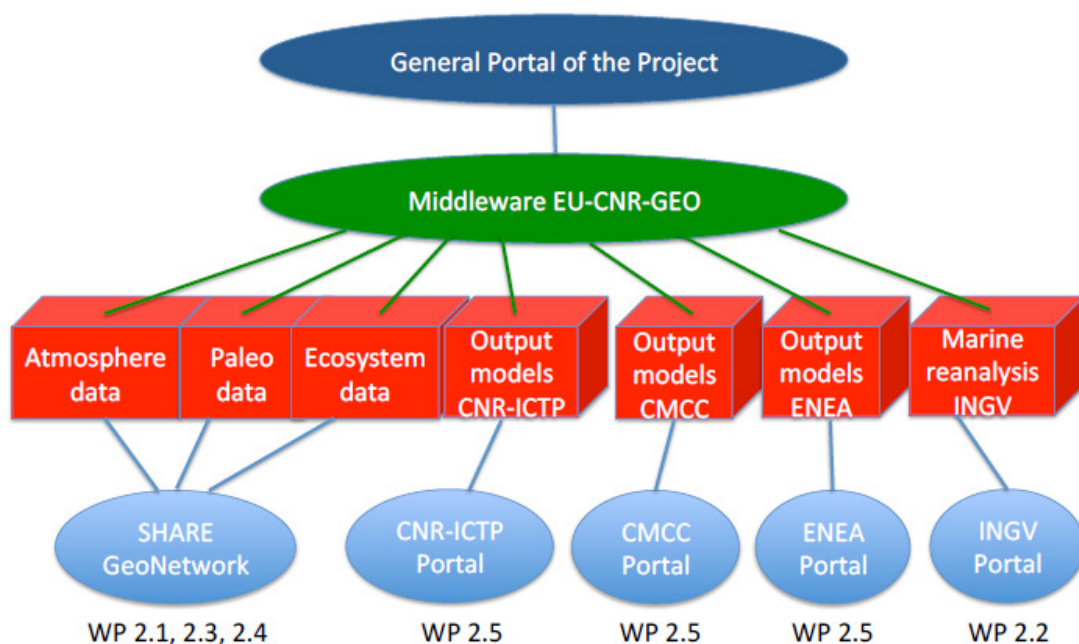 General Portal of the Project
Middleware EU-CNR-GEO
Atmosphere
data
Paleo
data
Ecosystem
data
Output
models
CNR-ICTP
Output
models
CMCC
Output
models
ENEA
Marine
reanalysis
INGV
SHARE
GeoNetwork
CNR-ICTP
Portal
CMCC
Portal
ENEA
Portal
INGV
Portal
WP 2.1, 2.3, 2.4
WP 2.5
WP 2.5
WP 2.5
WP 2.2